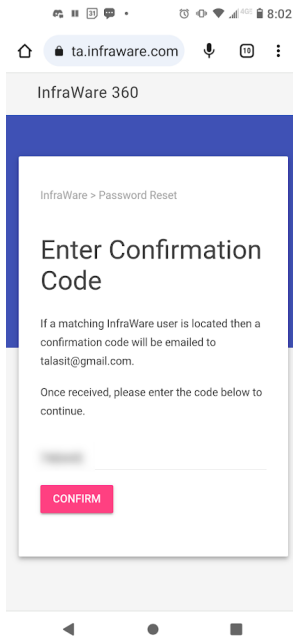 31
4GE
8:02
ta.infraware.com
10
InfraWare 360
InfraWare > Password Reset
Enter Confirmation
Code
If a matching InfraWare user is located then a
confirmation code will be emailed to
talasit@gmail.com.
Once received, please enter the code below to
continue.
CONFIRM